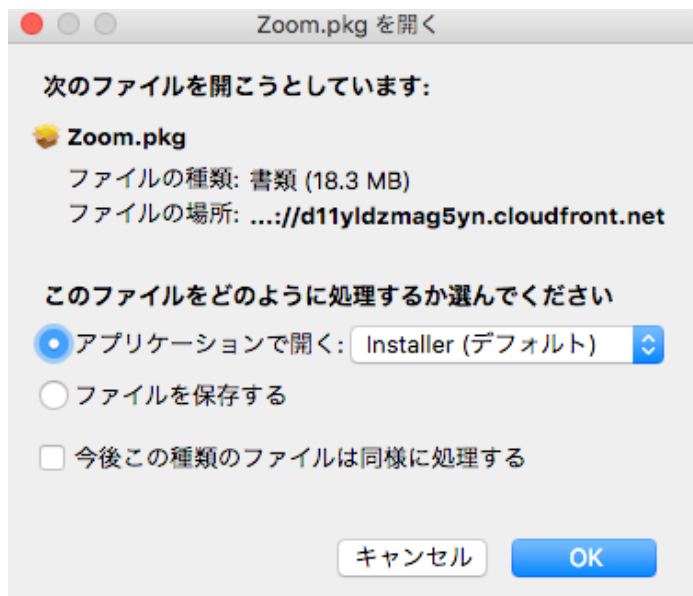 Zoom.pkg を開く
次のファイルを開こうとしています:
Zoom.pkg
ファイルの種類: 書類 (18.3 MB)
ファイルの場所: ...://d11yldzmag5yn.cloudfront.net
このファイルをどのように処理するか選んでください
アプリケーションで開く: Installer (デフォルト)
ファイルを保存する
今後この種類のファイルは同様に処理する
キャンセル OK